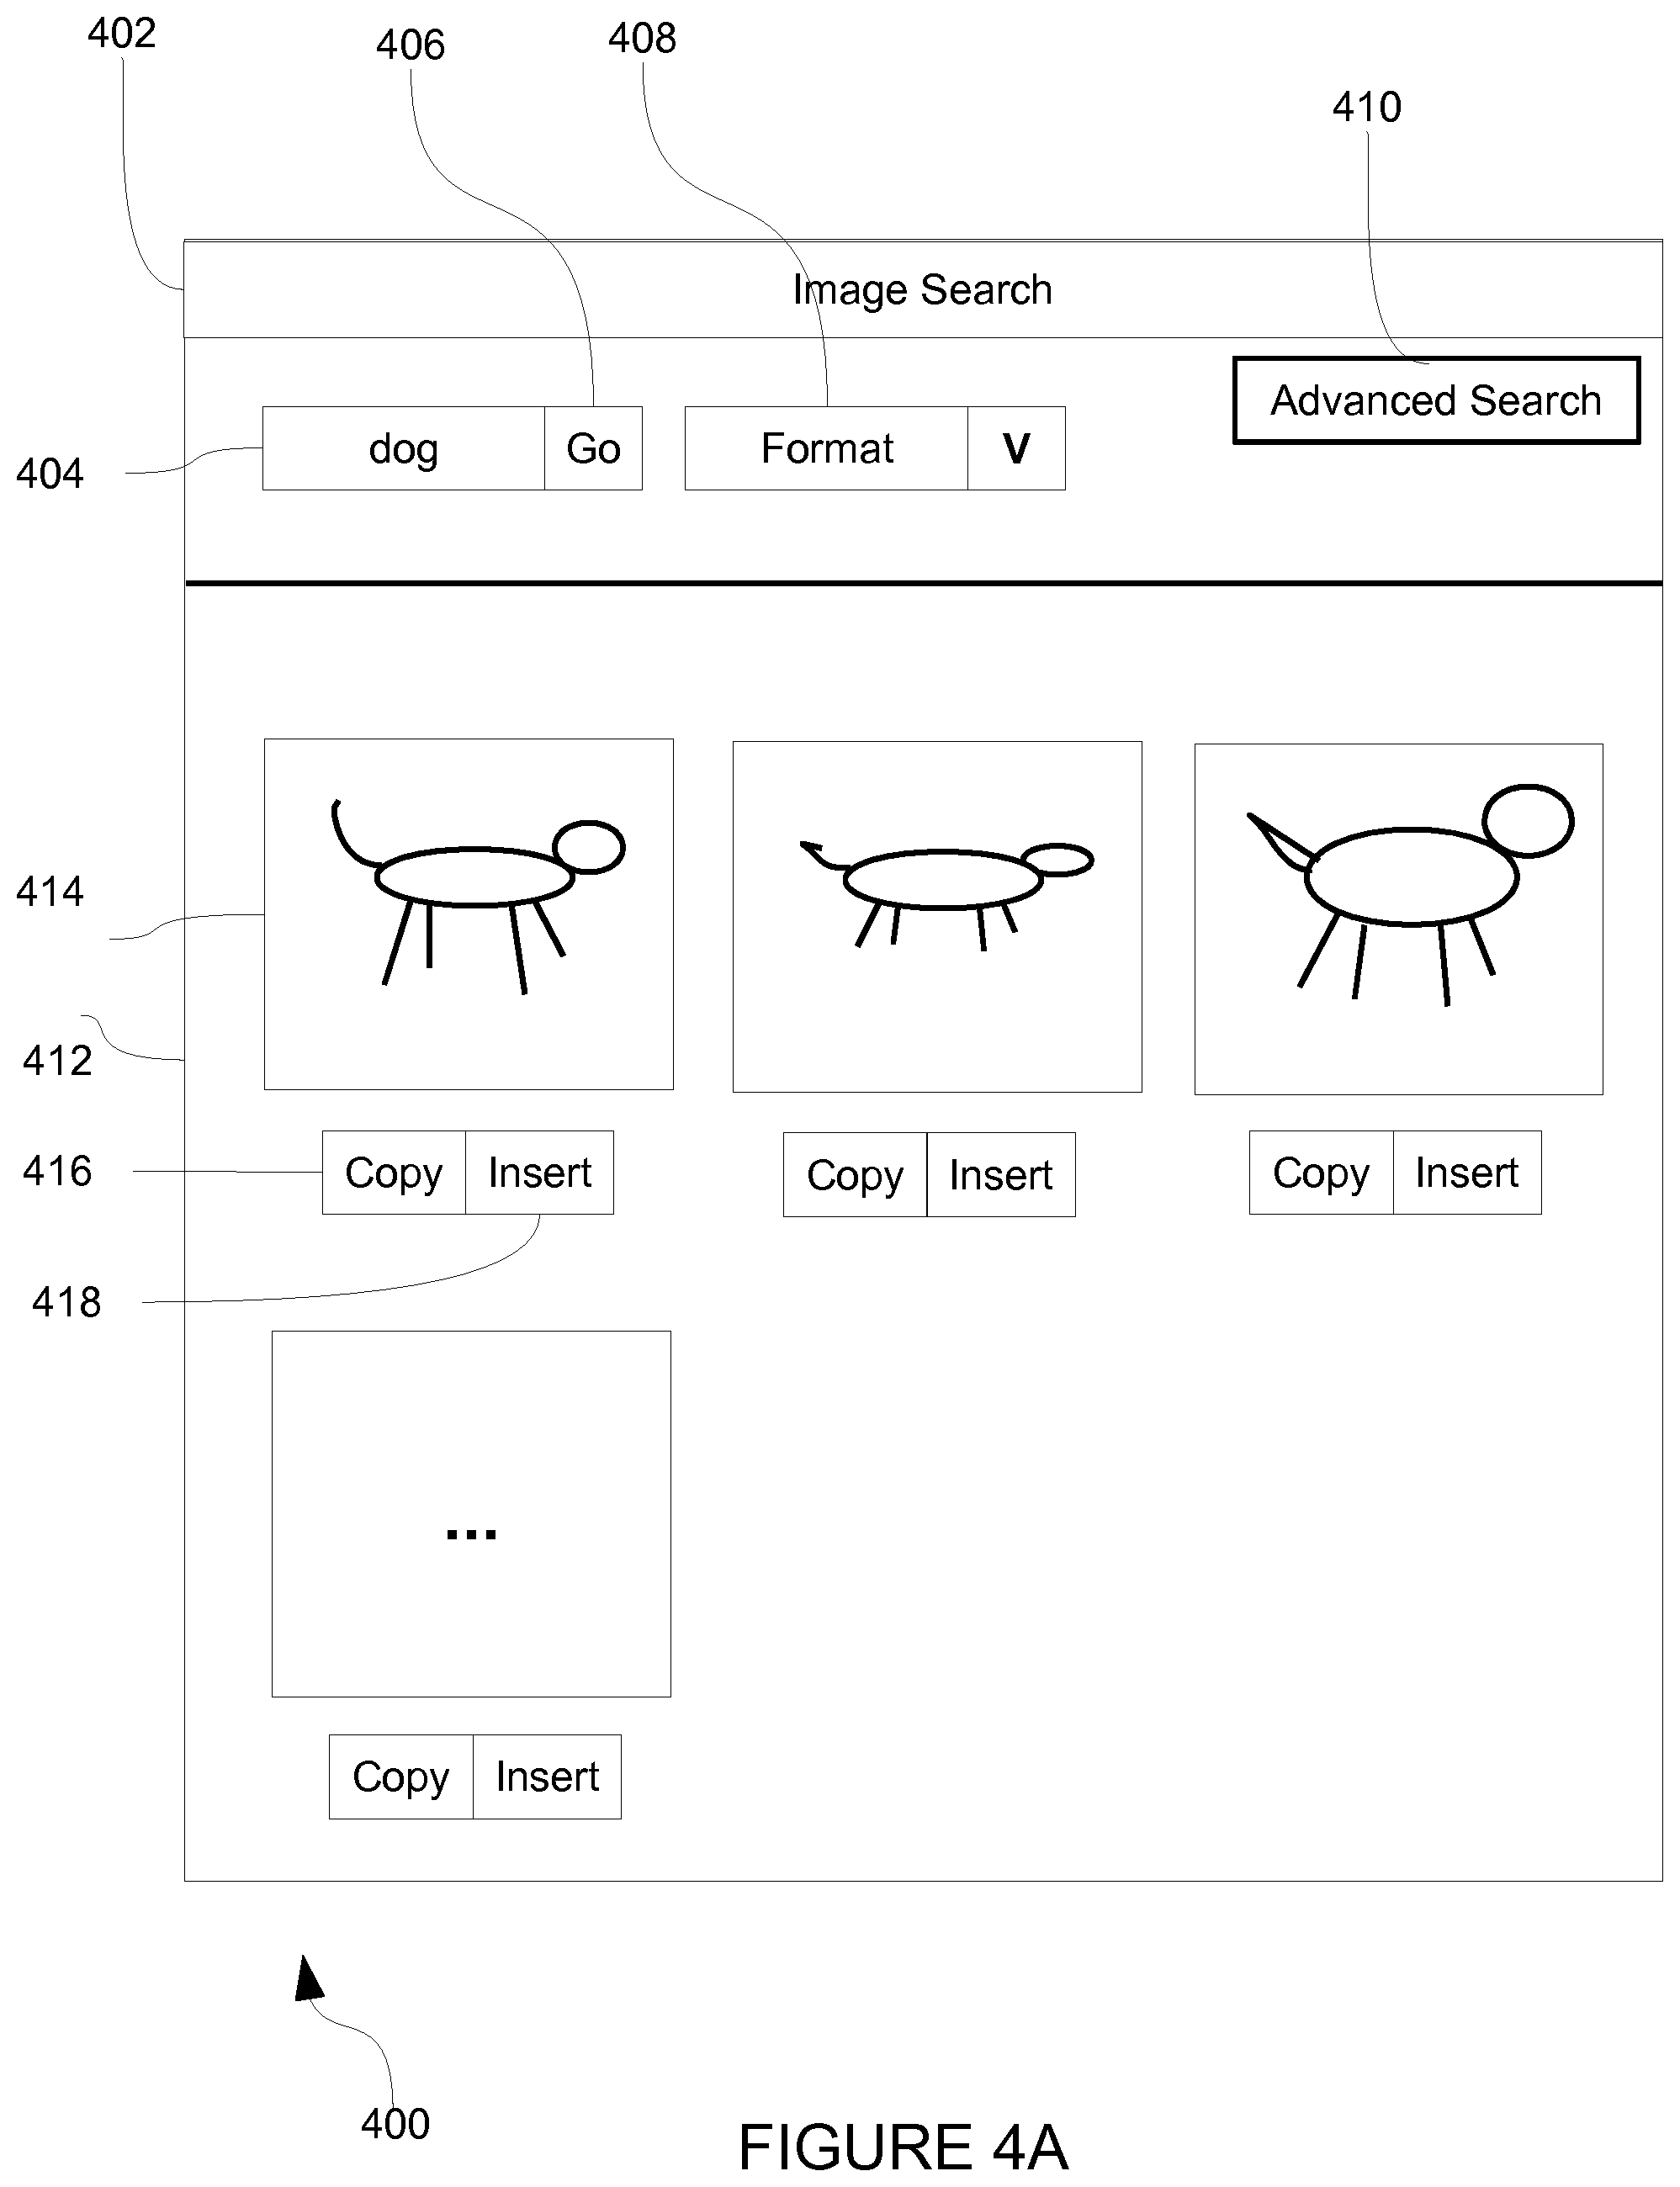 402
406
408
410
Image Search
Advanced Search
dog Go Format V
404
414
412
416 Copy Insert Copy Insert Copy Insert
418
...
Copy Insert
400
FIGURE 4A